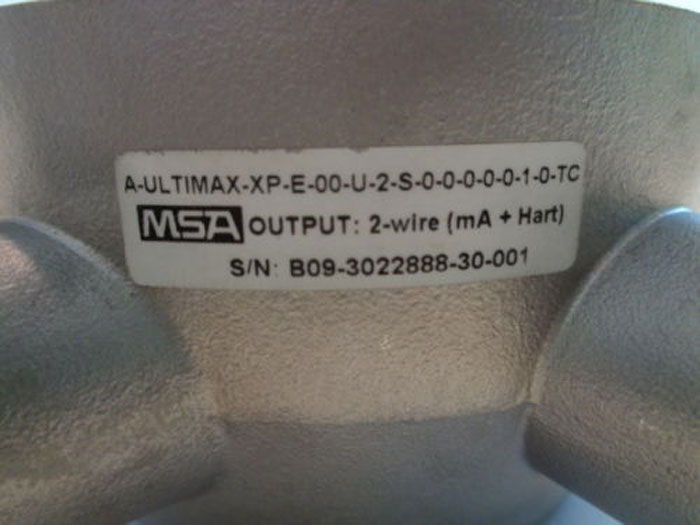 A-ULTIMAX-XP-E-00-U-2-S-0-0-0-0-0-1-0-TC
MSA OUTPUT: 2-wire (mA + Hart)
S/N: B09-3022888-30-001